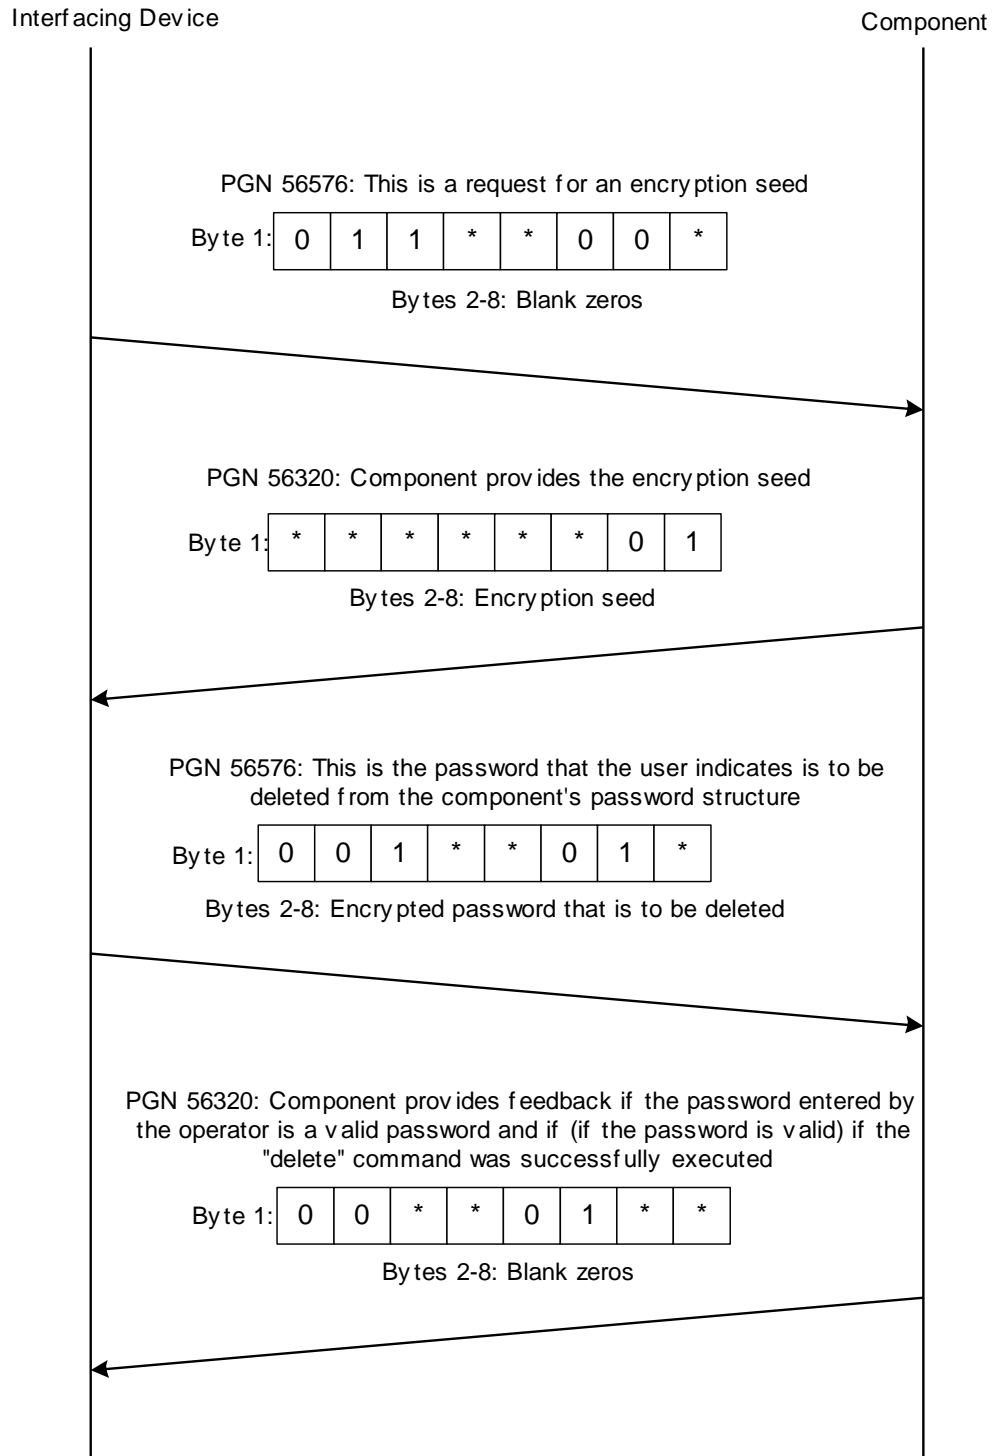 Interfacing Device
Component
PGN 56576: This is a request for an encryption seed
Byte 1: 0 1 1 * * 0 0 *
Bytes 2-8: Blank zeros
PGN 56320: Component provides the encryption seed
Byte 1: * * * * * * 0 1
Bytes 2-8: Encryption seed
PGN 56576: This is the password that the user indicates is to be
deleted from the component's password structure
Byte 1: 0 0 1 * * 0 1 *
Bytes 2-8: Encrypted password that is to be deleted
PGN 56320: Component provides feedback if the password entered by
the operator is a valid password and if (if the password is valid) if the
"delete" command was successfully executed
Byte 1: 0 0 * * 0 1 * *
Bytes 2-8: Blank zeros